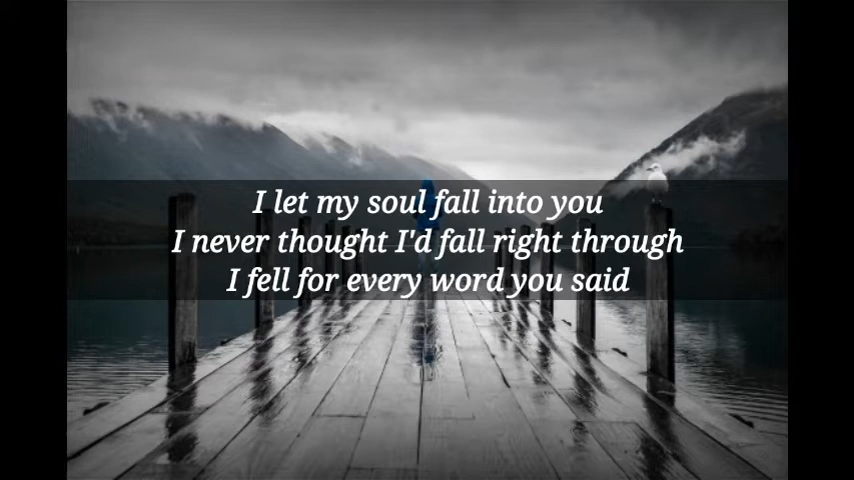 I let my soul fall into you
I never thought I'd fall right through
I fell for every word you said